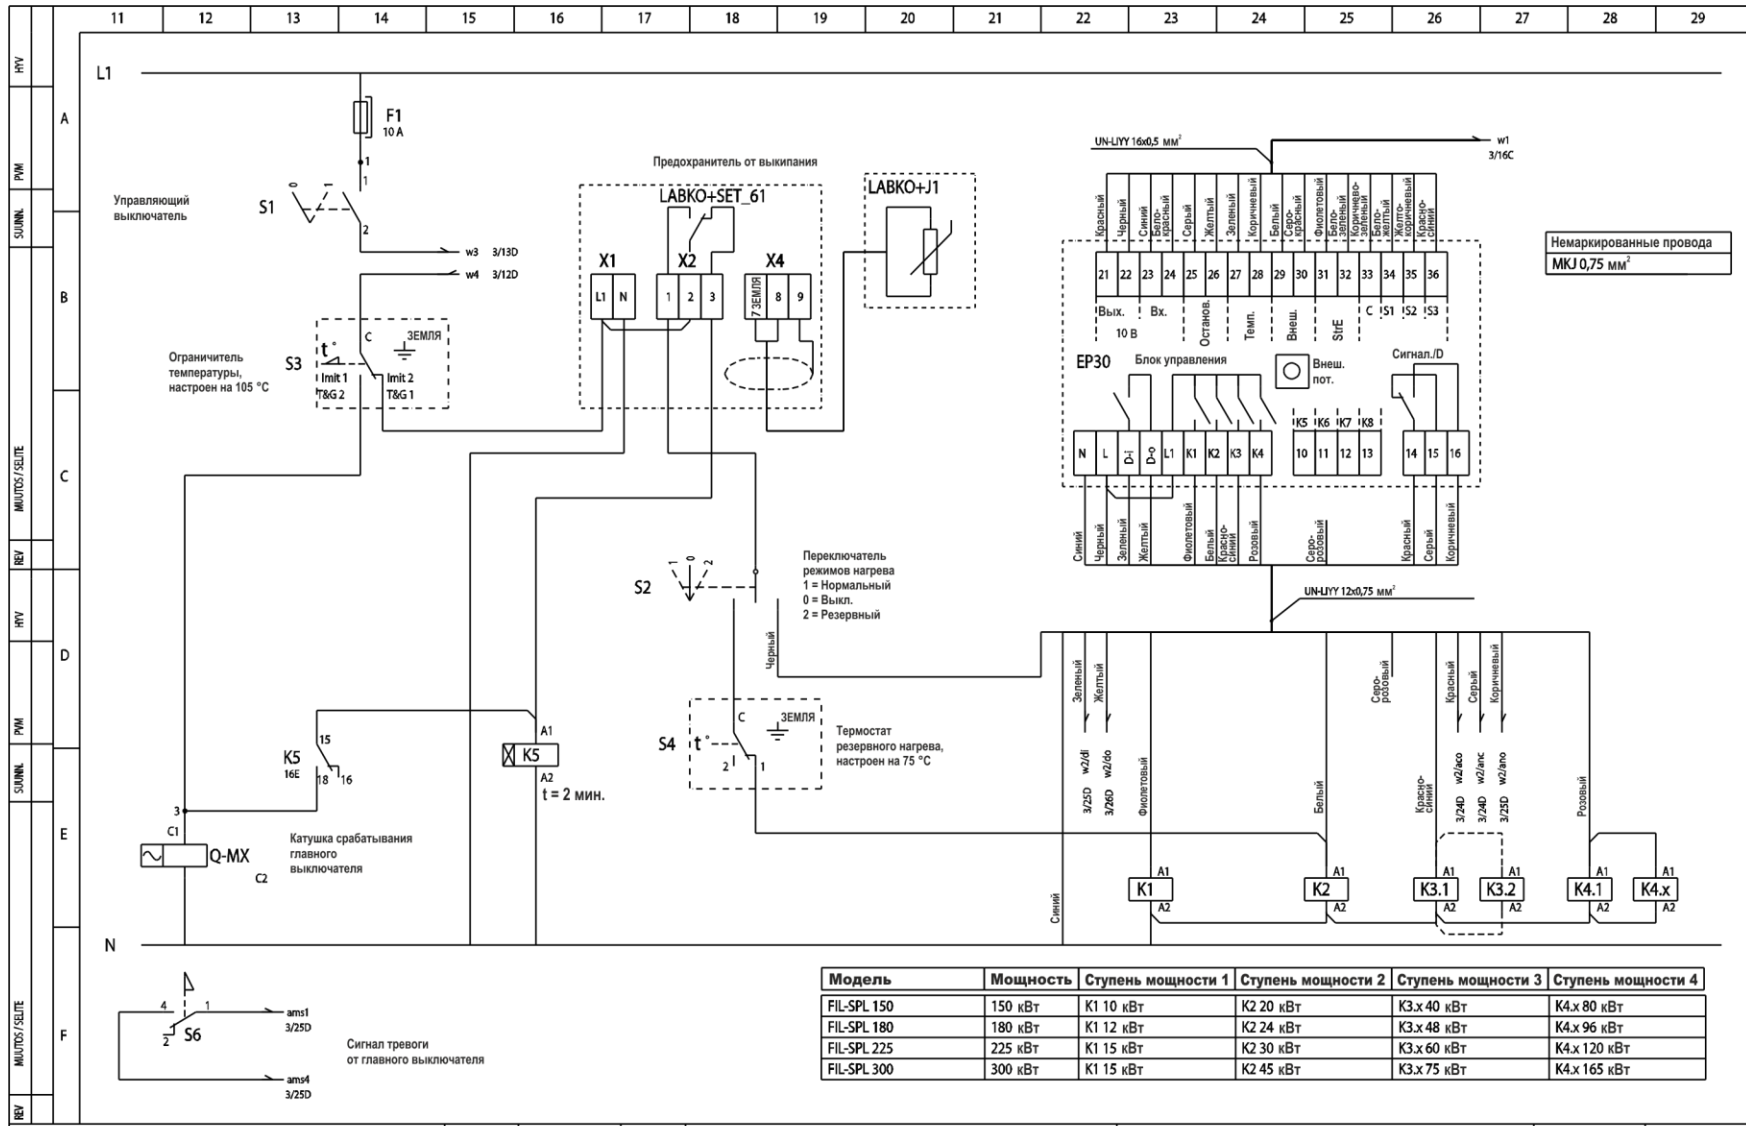 11 12 13 14 15 16 17 18 19 20 21 22 23 24 25 26 27 28 29
HYV
PVM
SUUNN.
MUUTOS / SELITE
REV
HYV
PVM
SUUNN.
MUUTOS / SELITE
REV
A
B
C
D
E
F
L1
F1
10 A
1
1
Управляющий
выключатель
S1
0
1
2
w3 3/13D
w4 3/12D
Ограничитель
температуры,
настроен на 105 °C
S3
t°
C
ЗЕМЛЯ
lmit 1
T&G 2
lmit 2
T&G 1
Предохранитель от выкипания
LABKO+SET_61
X1
X2
X4
L1 N
1 2 3
7 ЗЕМЛЯ 8 9
LABKO+J1
UN-LIYY 16x0,5 мм²
w1
3/16C
Красный
Черный
Синий
Бело-
красный
Серый
Желтый
Зеленый
Коричневый
Белый
Серо-
красный
Фиолетовый
Бело-
зеленый
Коричнево-
зеленый
Бело-
желтый
Желто-
коричневый
Красно-
синий
21 22 23 24 25 26 27 28 29 30 31 32 33 34 35 36
Вых.
10 В
Вх.
Останов.
Темп.
Внеш.
StrE
C S1 S2 S3
Немаркированные провода
MKJ 0,75 мм²
EP30
Блок управления
Внеш.
пот.
Сигнал./D
K5 K6 K7 K8
N L D-i D-o L1 K1 K2 K3 K4
10 11 12 13
14 15 16
Синий
Черный
Зеленый
Желтый
Фиолетовый
Белый
Красно-
синий
Розовый
Серо-
розовый
Красный
Серый
Коричневый
UN-LIYY 12x0,75 мм²
S2
1
0
2
Переключатель
режимов нагрева
1 = Нормальный
0 = Выкл.
2 = Резервный
Черный
S4
t°
C
ЗЕМЛЯ
2
1
Термостат
резервного нагрева,
настроен на 75 °C
K5
16E
15
18
16
A1
K5
A2
t = 2 мин.
3
C1
Q-MX
C2
Катушка срабатывания
главного
выключателя
Зеленый
Желтый
3/25D w2/di
3/26D w2/do
Фиолетовый
Синий
Белый
Серо-
розовый
Красно-
синий
Красный
Серый
Коричневый
3/24D w2/aco
3/24D w2/anc
3/25D w2/ano
Розовый
A1
K1
A2
A1
K2
A2
A1
K3.1
A2
A1
K3.2
A2
A1
K4.1
A2
A1
K4.x
A2
N
4
1
2
S6
ams1
3/25D
ams4
3/25D
Сигнал тревоги
от главного выключателя
Модель Мощность Ступень мощности 1 Ступень мощности 2 Ступень мощности 3 Ступень мощности 4
FIL-SPL 150 150 кВт K1 10 кВт K2 20 кВт K3.x 40 кВт K4.x 80 кВт
FIL-SPL 180 180 кВт K1 12 кВт K2 24 кВт K3.x 48 кВт K4.x 96 кВт
FIL-SPL 225 225 кВт K1 15 кВт K2 30 кВт K3.x 60 кВт K4.x 120 кВт
FIL-SPL 300 300 кВт K1 15 кВт K2 45 кВт K3.x 75 кВт K4.x 165 кВт